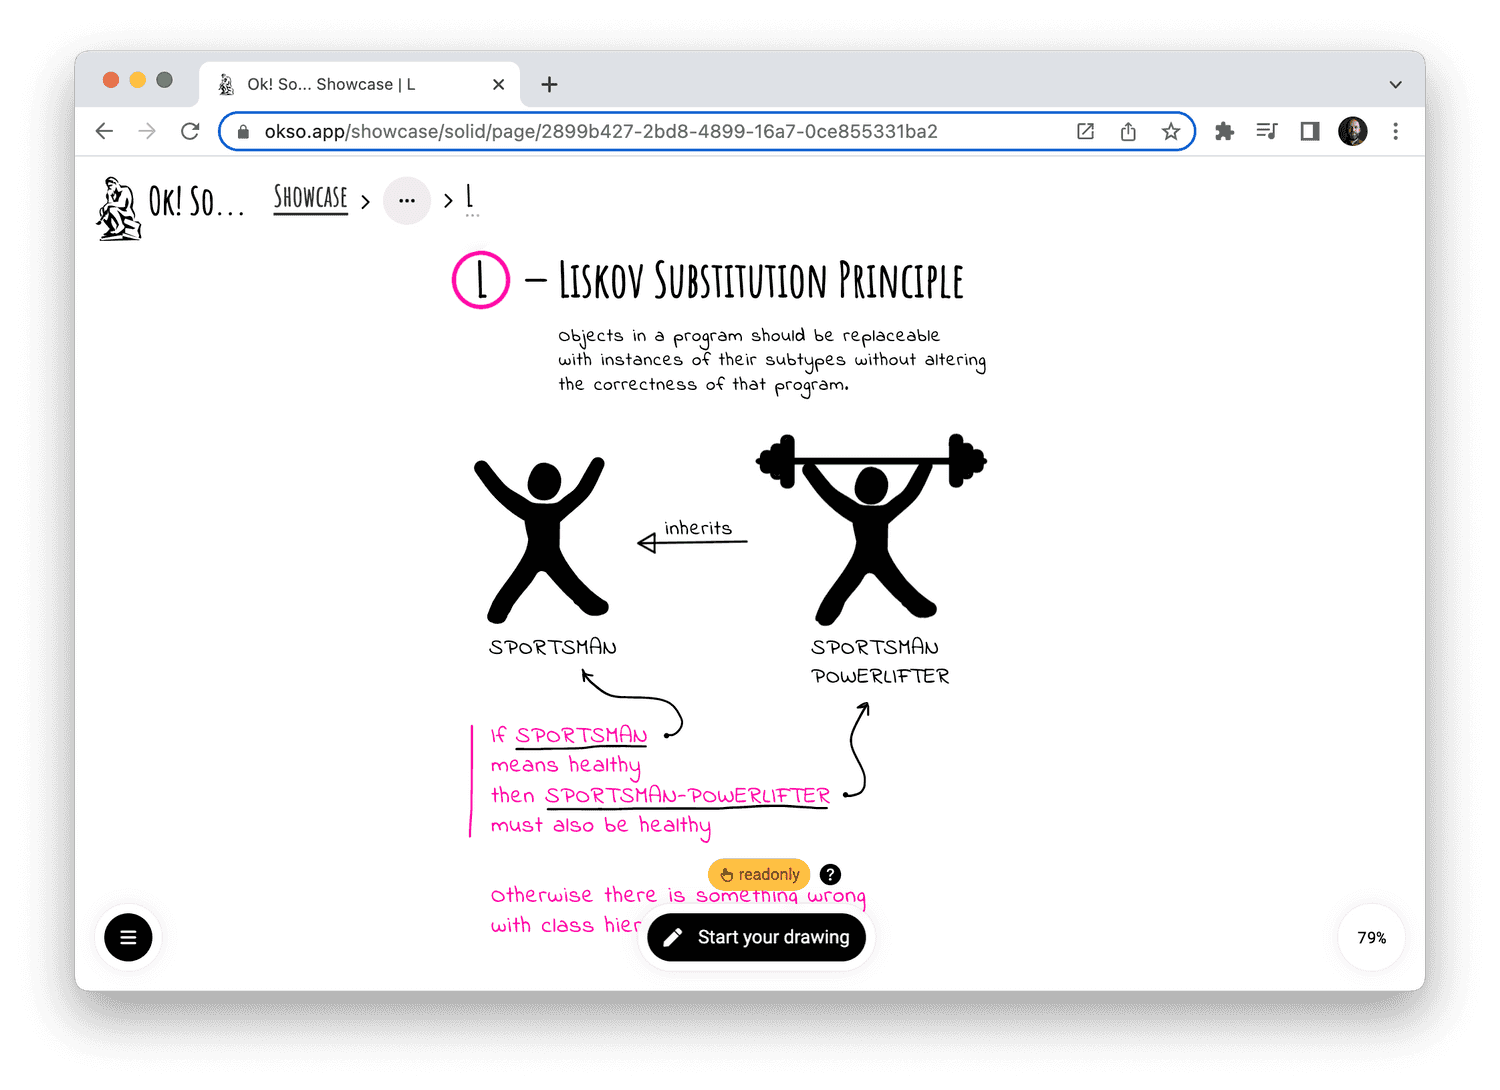 Ok! So... Showcase | L
okso.app/showcase/solid/page/2899b427-2bd8-4899-16a7-0ce855331ba2
Ok! So... Showcase > ... > L
L – Liskov Substitution Principle
Objects in a program should be replaceable
with instances of their subtypes without altering
the correctness of that program.
inherits
SPORTSMAN
SPORTSMAN
POWERLIFTER
If SPORTSMAN
means healthy
then SPORTSMAN-POWERLIFTER
must also be healthy
readonly ?
Otherwise there is something wrong
with class hier
Start your drawing
79%